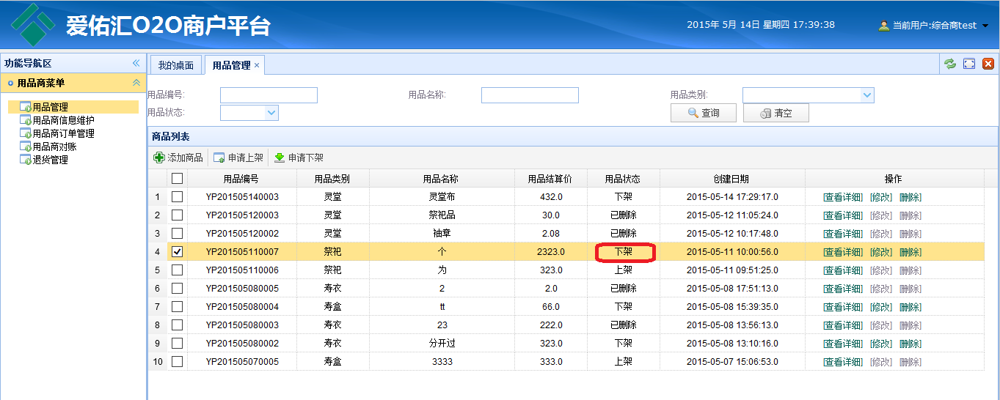 爱佑汇O2O商户平台
2015年 5月 14日 星期四 17:39:38
当前用户:综合商test
功能导航区
用品商菜单
用品管理
用品商信息维护
用品商订单管理
用品商对账
退货管理
我的桌面 用品管理 ×
用品编号: 用品名称: 用品类别:
用品状态: 查询 清空
商品列表
添加商品 申请上架 申请下架
用品编号 用品类别 用品名称 用品结算价 用品状态 创建日期 操作
1 YP201505140003 灵堂 灵堂布 432.0 下架 2015-05-14 17:29:17.0 [查看详细] [修改] [删除]
2 YP201505120003 灵堂 祭祀品 30.0 已删除 2015-05-12 11:05:24.0 [查看详细] [修改] [删除]
3 YP201505120002 灵堂 袖章 2.08 已删除 2015-05-12 10:17:48.0 [查看详细] [修改] [删除]
4 YP201505110007 祭祀 个 2323.0 下架 2015-05-11 10:00:56.0 [查看详细] [修改] [删除]
5 YP201505110006 祭祀 为 323.0 上架 2015-05-11 09:51:25.0 [查看详细] [修改] [删除]
6 YP201505080005 寿衣 2 2.0 已删除 2015-05-08 17:51:13.0 [查看详细] [修改] [删除]
7 YP201505080004 寿盒 tt 66.0 下架 2015-05-08 15:39:35.0 [查看详细] [修改] [删除]
8 YP201505080003 寿衣 23 222.0 已删除 2015-05-08 13:56:13.0 [查看详细] [修改] [删除]
9 YP201505080002 寿衣 分开过 323.0 下架 2015-05-08 13:10:16.0 [查看详细] [修改] [删除]
10 YP201505070005 寿盒 3333 333.0 上架 2015-05-07 15:06:53.0 [查看详细] [修改] [删除]